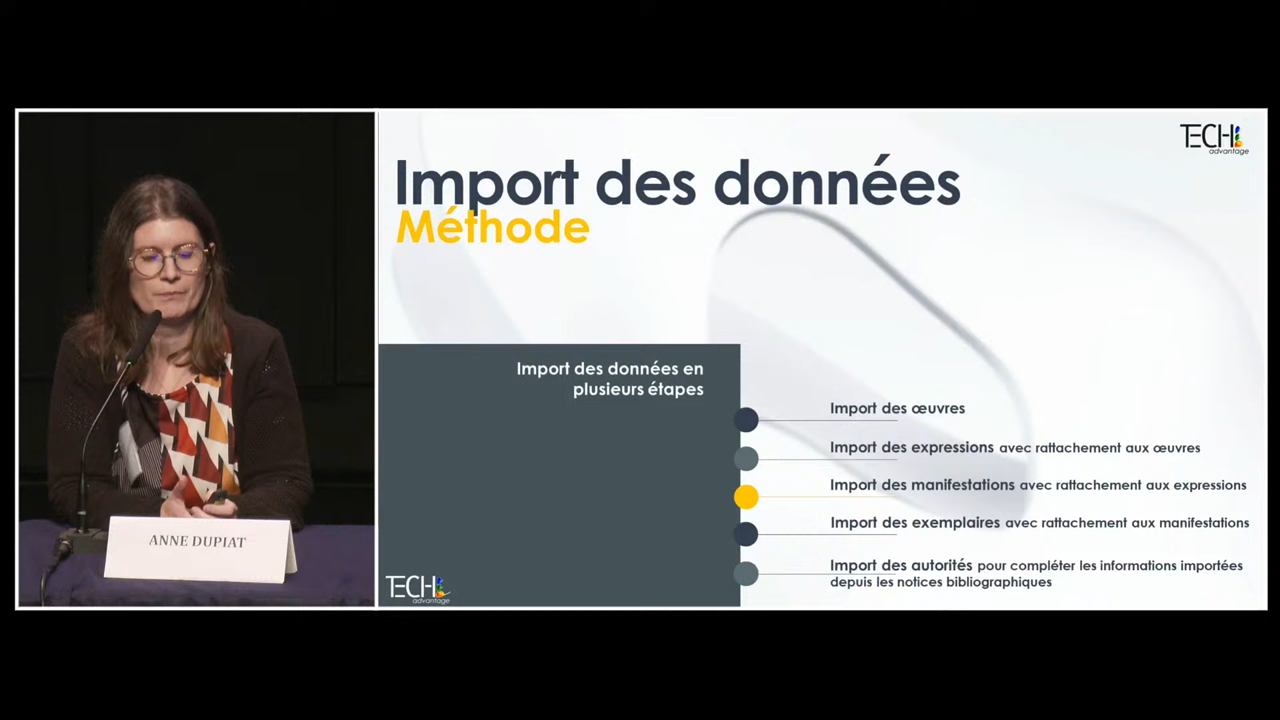 TECH
advantage
Import des données
Méthode
Import des données en
plusieurs étapes
Import des œuvres
Import des expressions avec rattachement aux œuvres
Import des manifestations avec rattachement aux expressions
Import des exemplaires avec rattachement aux manifestations
Import des autorités pour compléter les informations importées
depuis les notices bibliographiques
ANNE DUPIAT
TECH
advantage